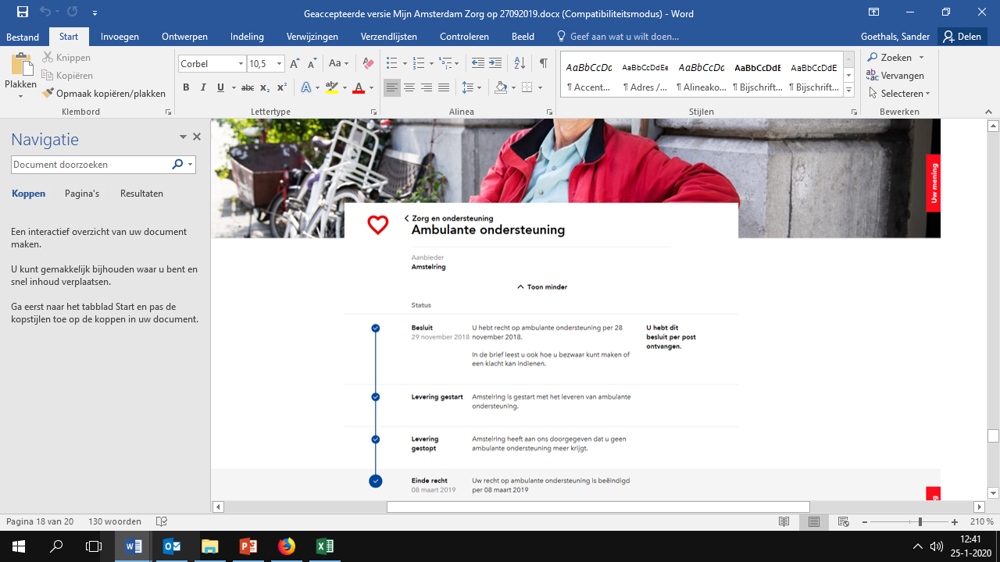 Geaccepteerde versie Mijn Amsterdam Zorg op 27092019.docx (Compatibiliteitsmodus) - Word
Bestand Start Invoegen Ontwerpen Indeling Verwijzingen Verzendlijsten Controleren Beeld Geef aan wat u wilt doen... Goethals, Sander Delen
Plakken
Knippen
Kopiëren
Opmaak kopiëren/plakken
Klembord
Corbel 10,5
Lettertype
Alinea
AaBbCcDc AaBbCcDdEe AaBbCcDc AaBbCcDdE AaBbCcDdE
¶ Accent... ¶ Adres /... ¶ Alineako... ¶ Bijschrift... ¶ Bijschrift...
Stijlen
Zoeken
Vervangen
Selecteren
Bewerken
Navigatie
Document doorzoeken
Koppen Pagina's Resultaten
Een interactief overzicht van uw document
maken.
U kunt gemakkelijk bijhouden waar u bent en
snel inhoud verplaatsen.
Ga eerst naar het tabblad Start en pas de
kopstijlen toe op de koppen in uw document.
Uw mening
Zorg en ondersteuning
Ambulante ondersteuning
Aanbieder
Amstelring
Toon minder
Status
Besluit
29 november 2018
U hebt recht op ambulante ondersteuning per 28
november 2018.
In de brief leest u ook hoe u bezwaar kunt maken of
een klacht kan indienen.
U hebt dit
besluit per post
ontvangen.
Levering gestart
Amstelring is gestart met het leveren van ambulante
ondersteuning.
Levering
gestopt
Amstelring heeft aan ons doorgegeven dat u geen
ambulante ondersteuning meer krijgt.
Einde recht
08 maart 2019
Uw recht op ambulante ondersteuning is beëindigd
per 08 maart 2019
Pagina 18 van 20 130 woorden 210 %
12:41
25-1-2020